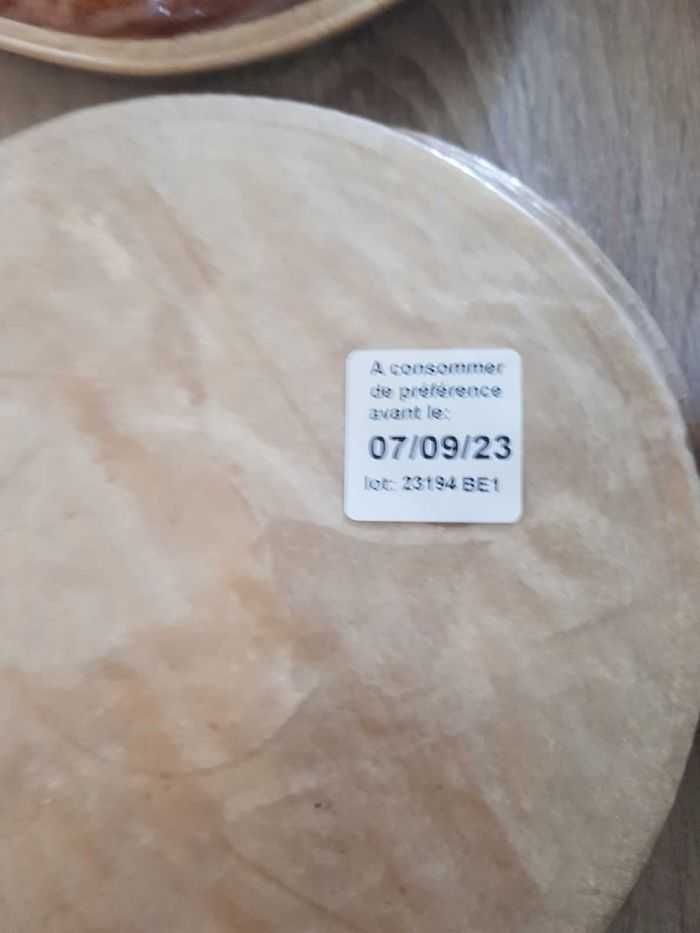 A consommer
de préférence
avant le:
07/09/23
lot: 23194 BE1